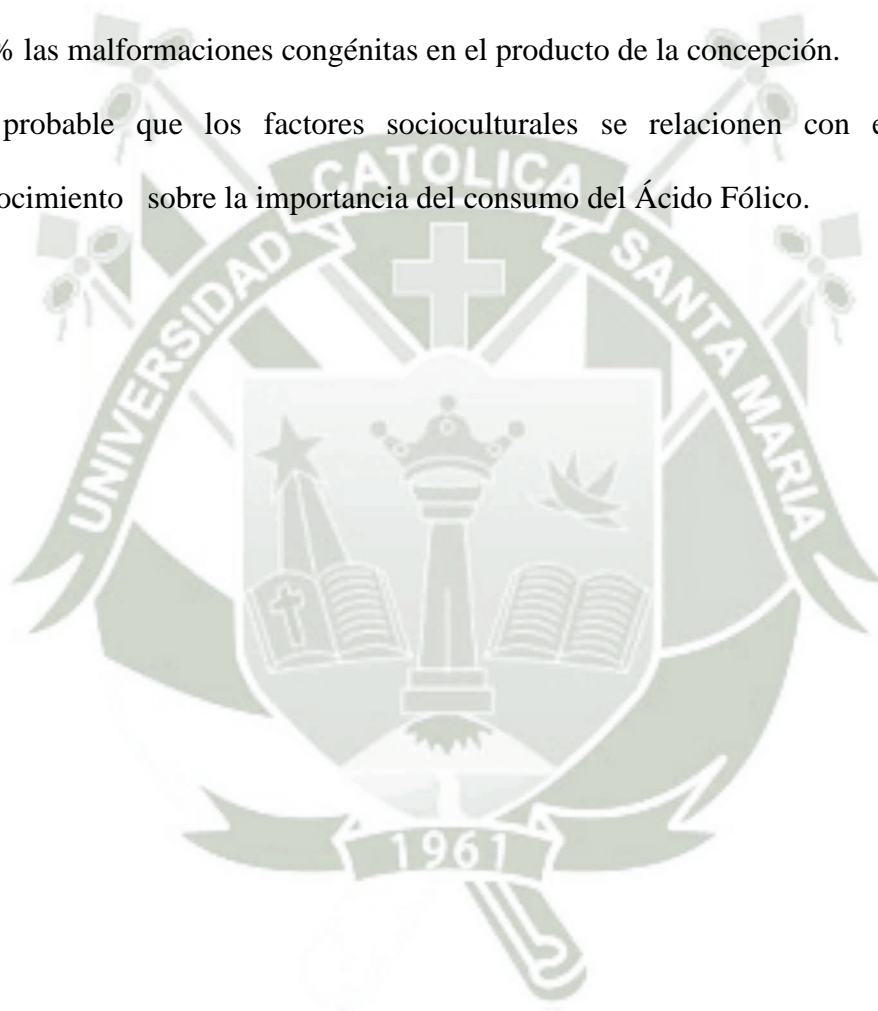 % las malformaciones congénitas en el producto de la concepción.
probable que los factores socioculturales se relacionen con e
ocimiento sobre la importancia del consumo del Ácido Fólico.
CATOLICA
UNIVERSIDAD
SANTA MARIA
1961